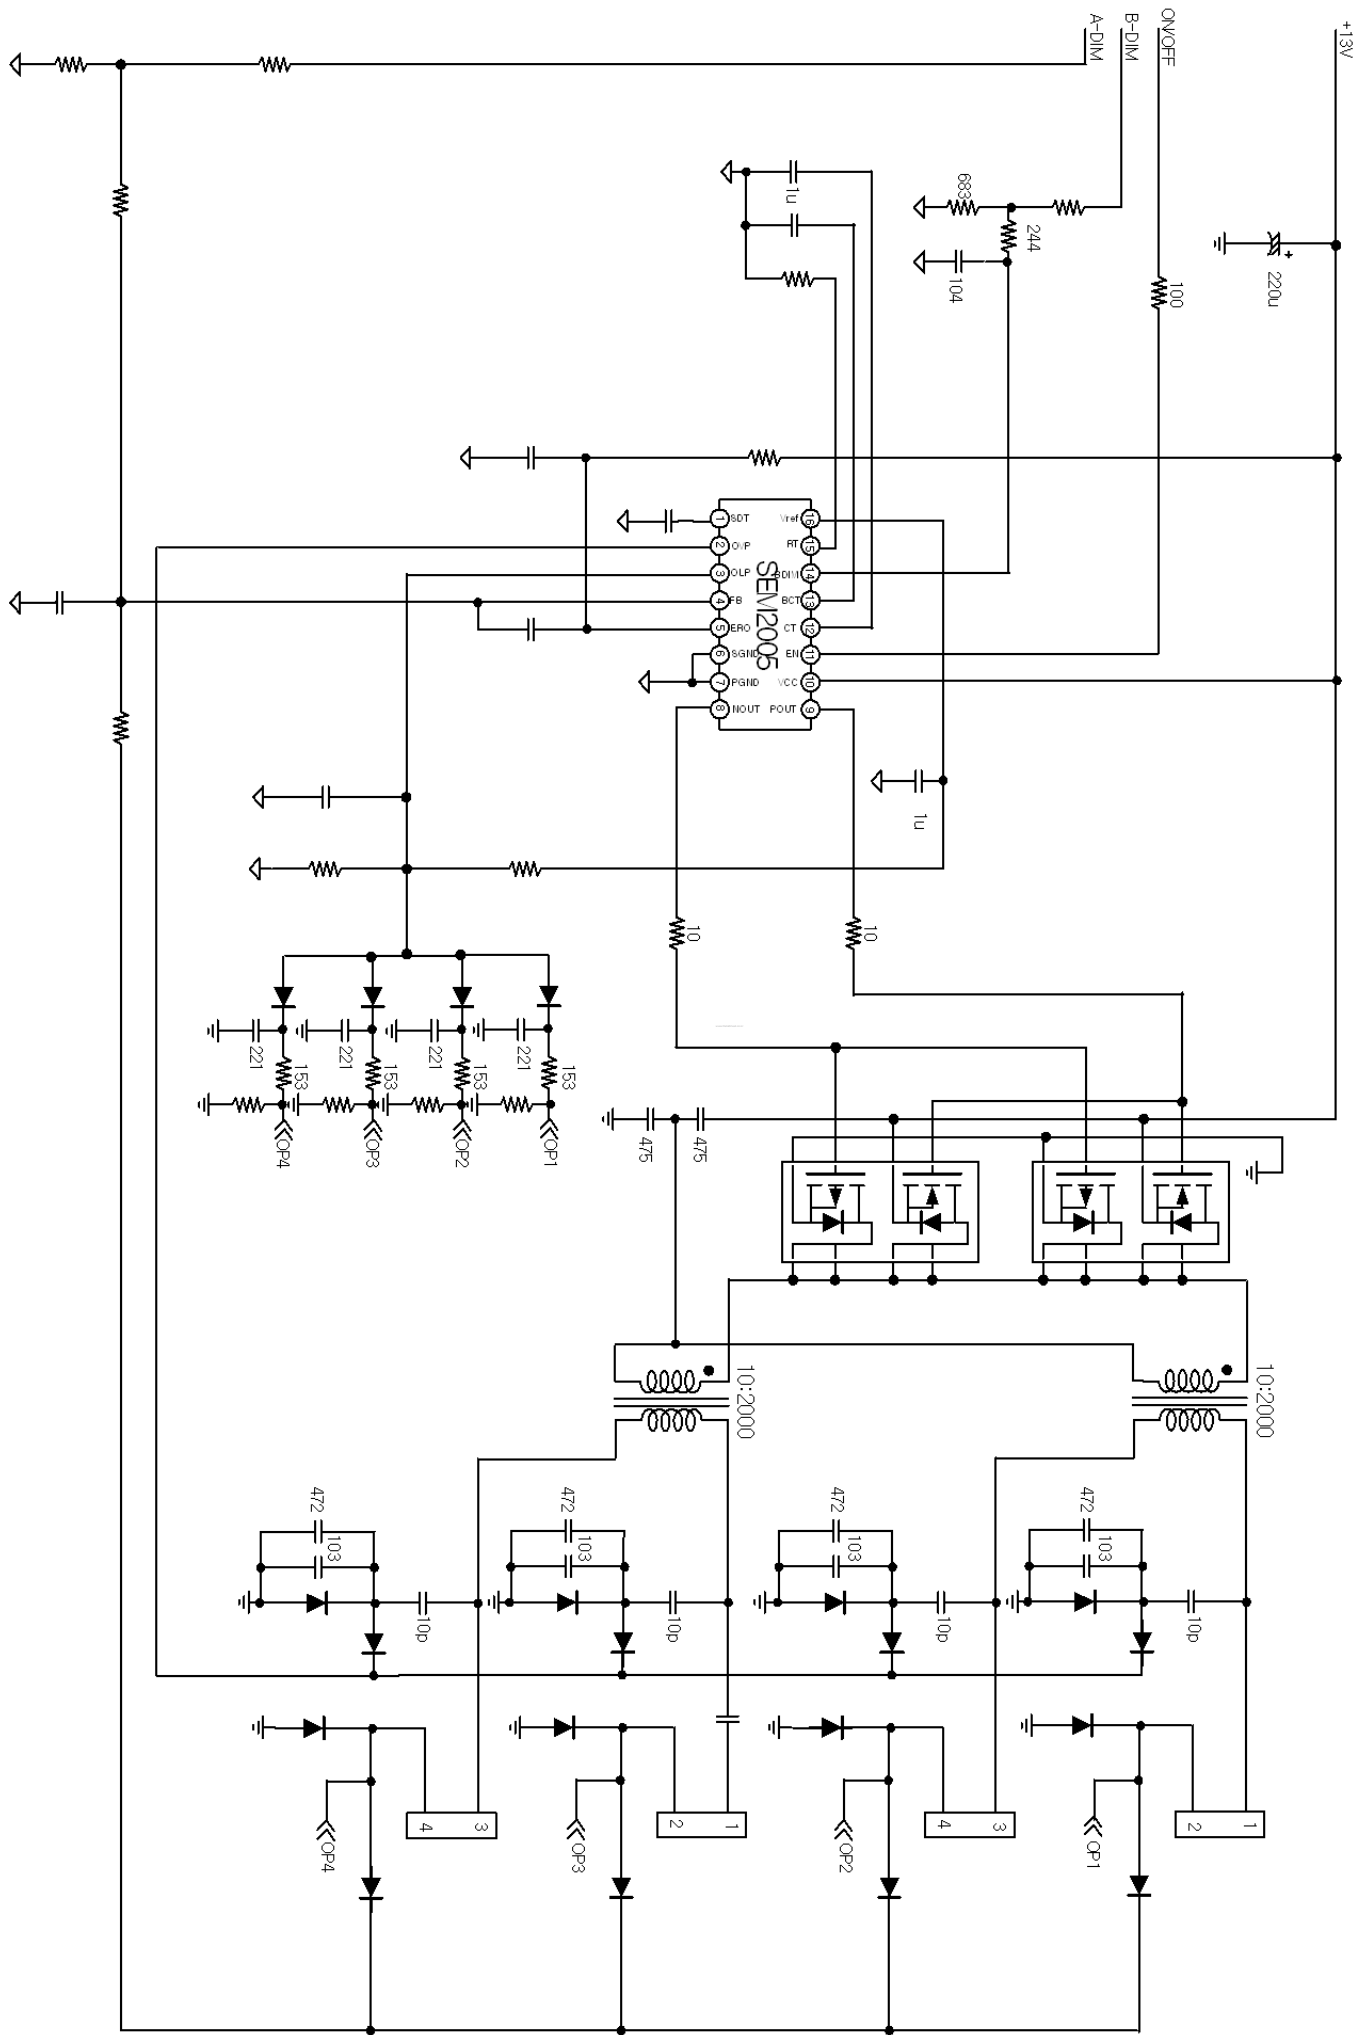 +13V
ON/OFF
B-DIM
A-DIM
683
1u
244
104
220u
100
1 SDT
Vref 16
2 OVP
RT 15
3 OLP
BDIM 14
4 FB
BCT 13
5 ERO
CT 12
6 SGND
EN 11
7 PGND
VCC 10
8 NOUT
POUT 9
SEM2005
1u
10
10
221
153
221
153
221
153
221
153
OP4
OP3
OP2
OP1
475
475
10:2000
10:2000
472
103
10p
472
103
10p
472
103
10p
472
103
10p
4
3
2
1
4
3
2
1
OP4
OP3
OP2
OP1